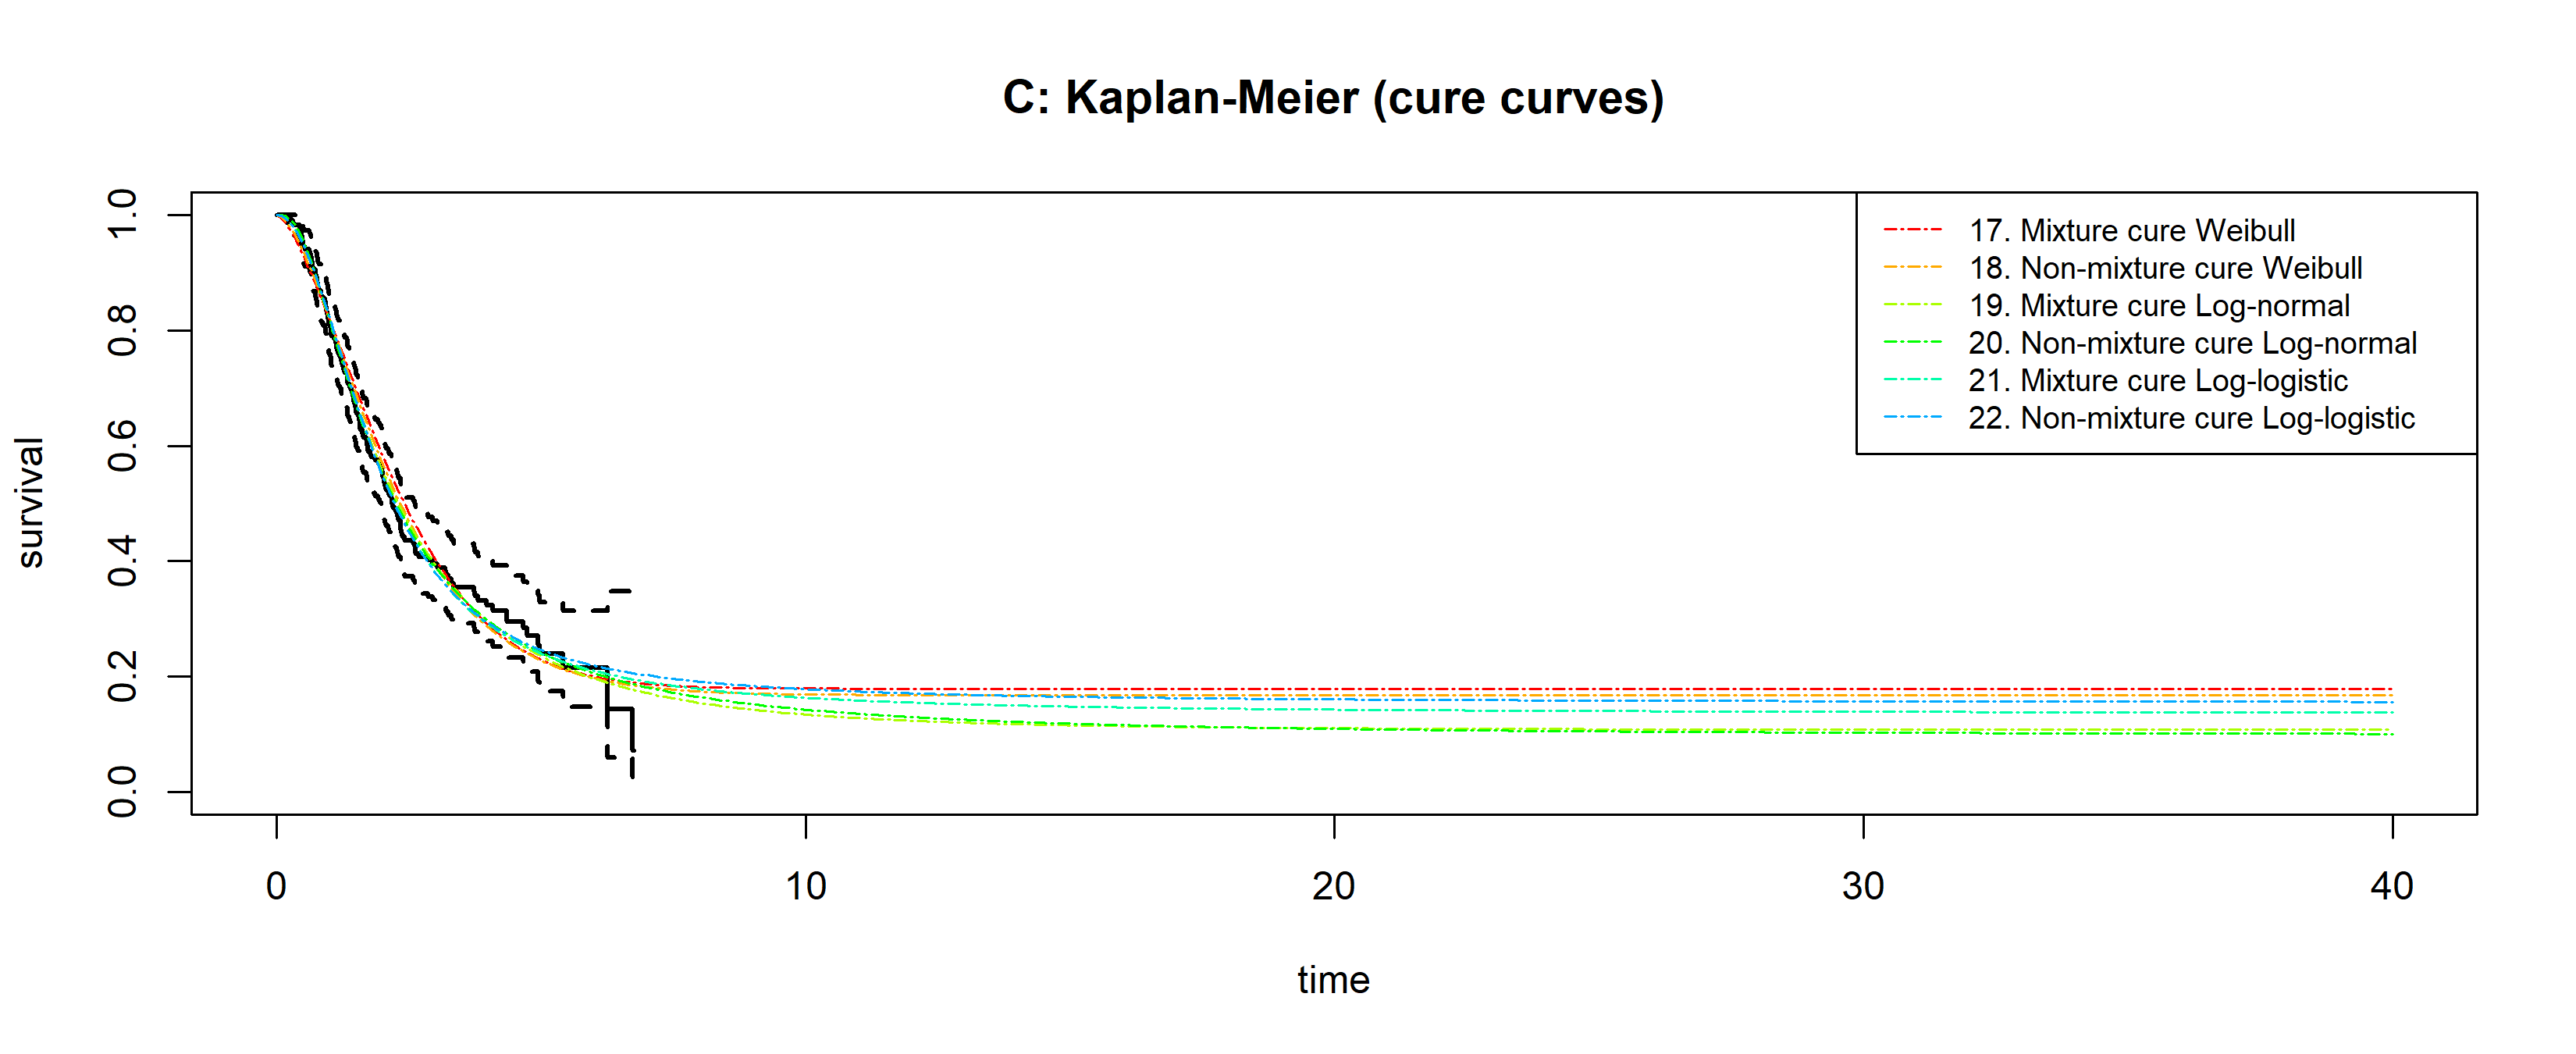 C: Kaplan-Meier (cure curves)
17. Mixture cure Weibull
18. Non-mixture cure Weibull
19. Mixture cure Log-normal
20. Non-mixture cure Log-normal
21. Mixture cure Log-logistic
22. Non-mixture cure Log-logistic
survival
1.0
0.8
0.6
0.4
0.2
0.0
0 10 20 30 40
time